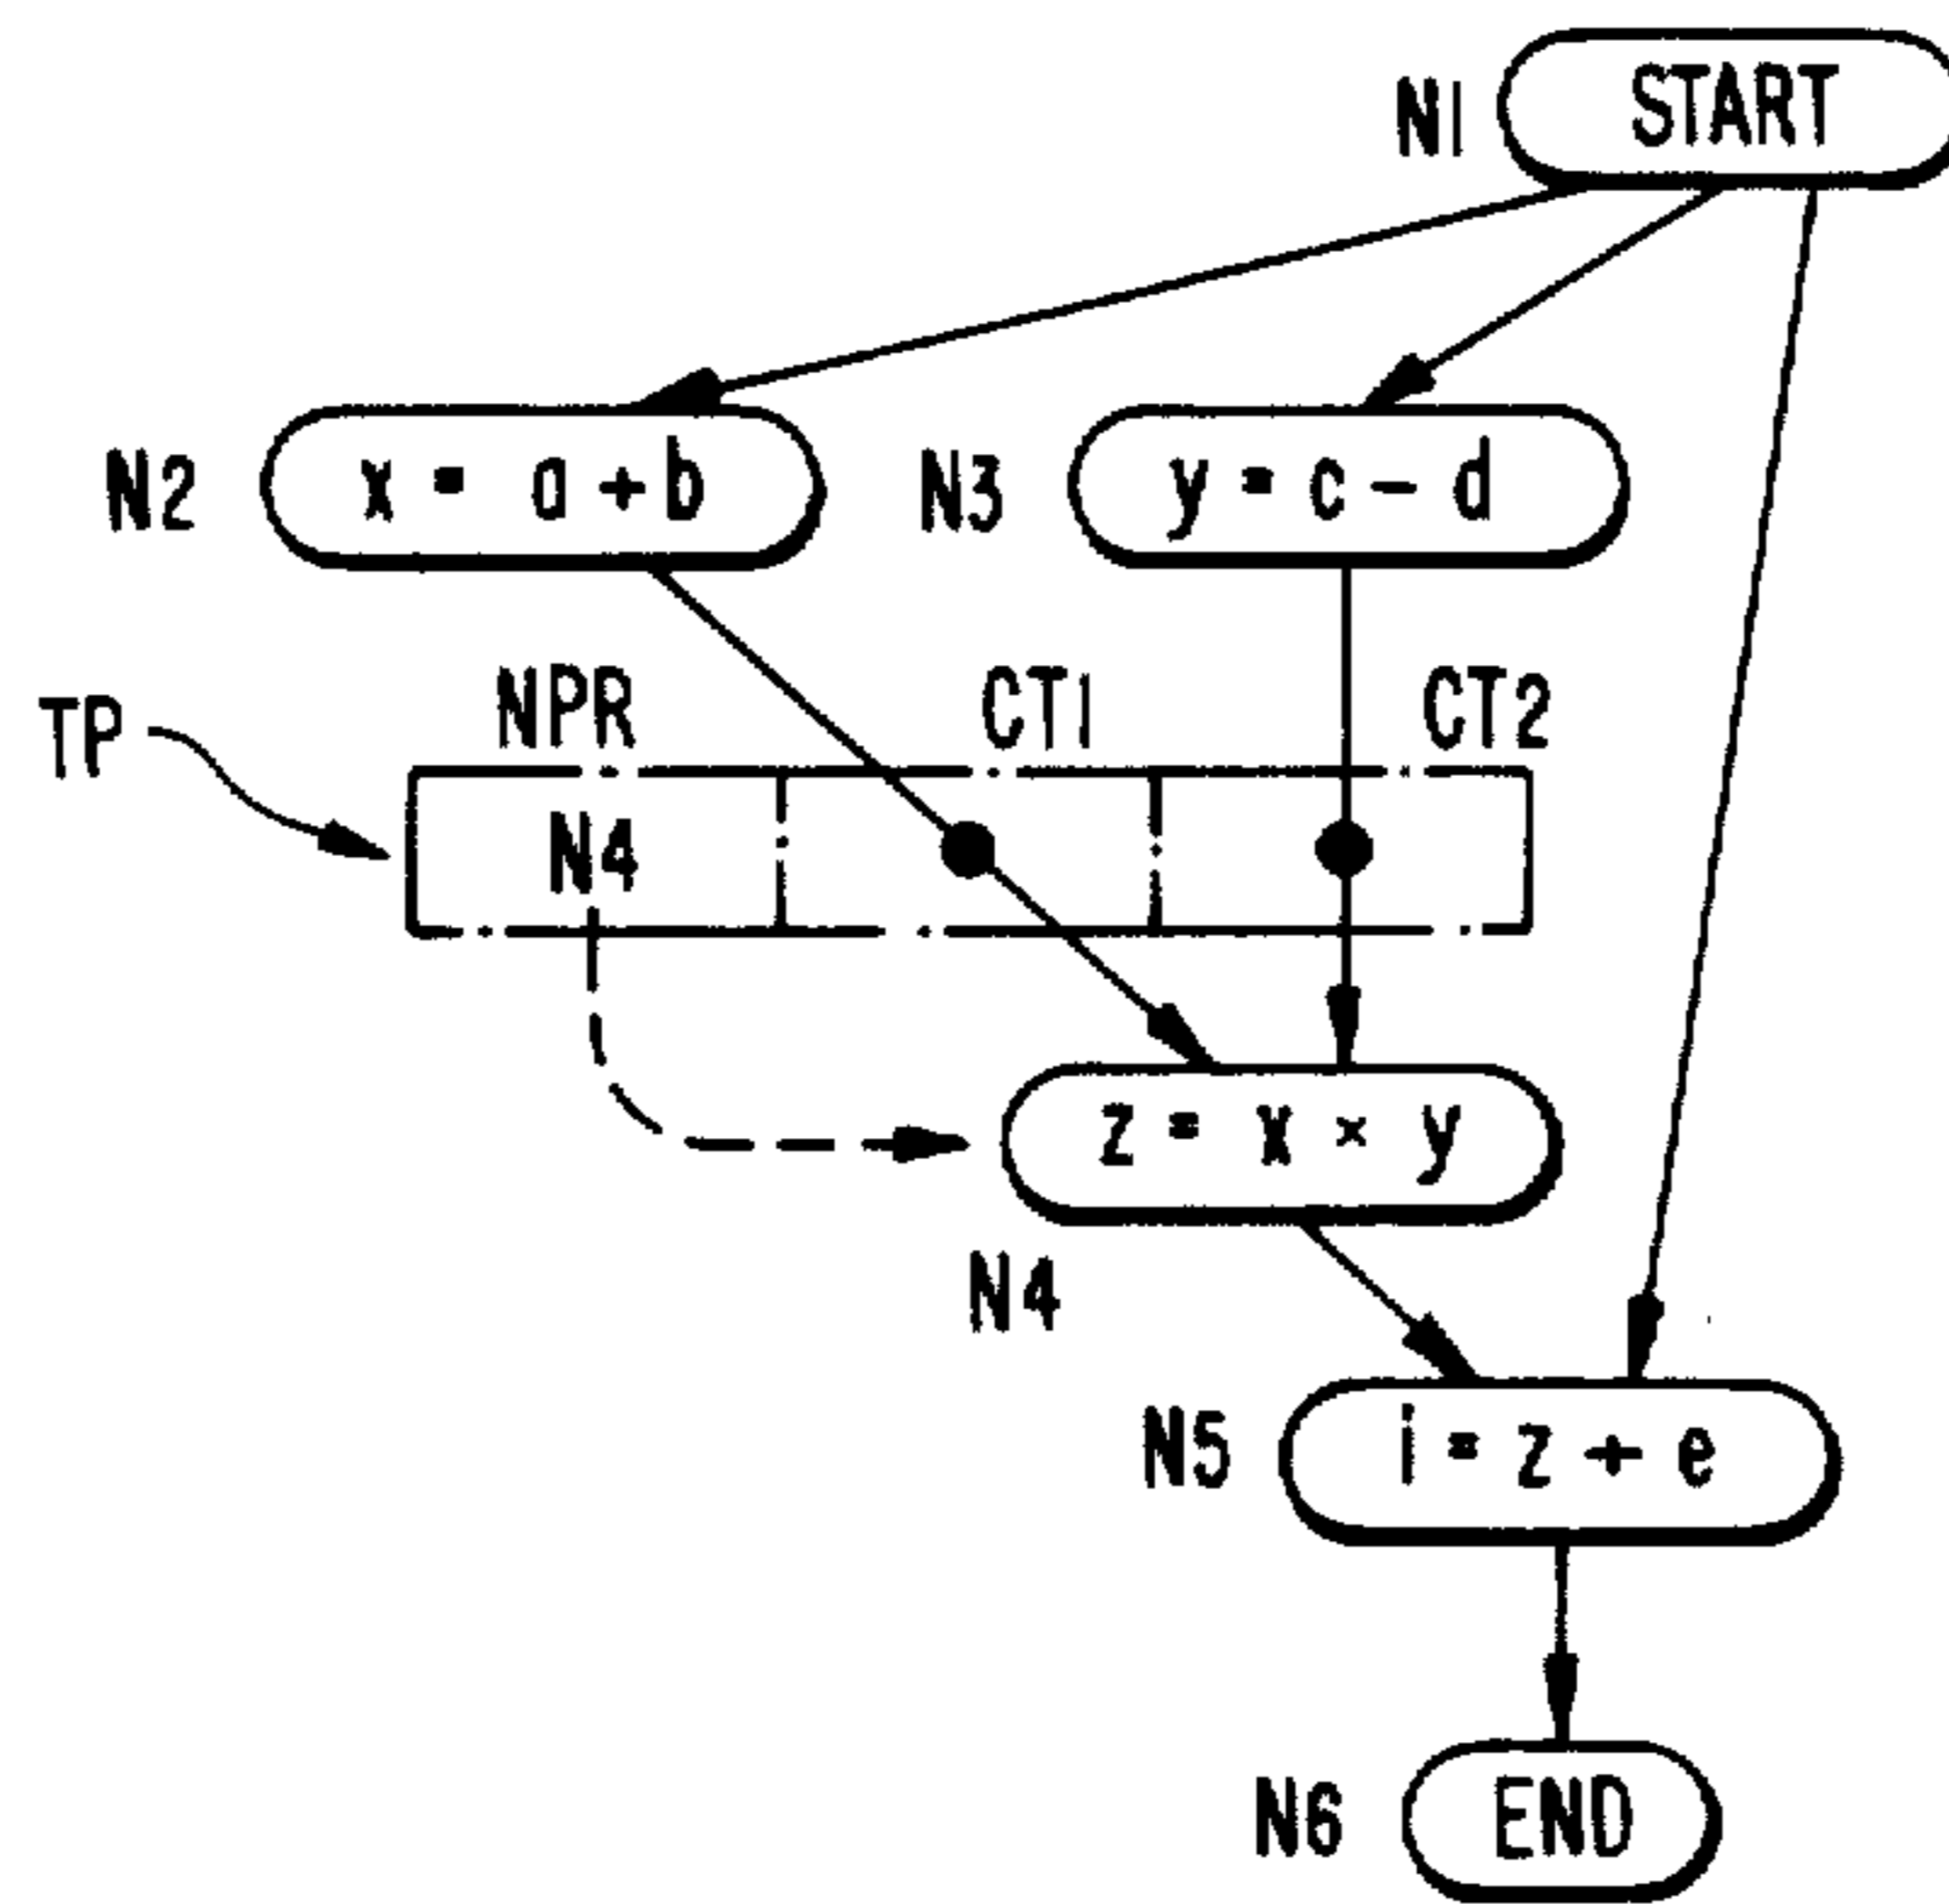 N1 START
N2 x = a + b N3 y = c - d
TP NPR CT1 CT2
N4
z = x × y
N4
N5 i = z + e
N6 END